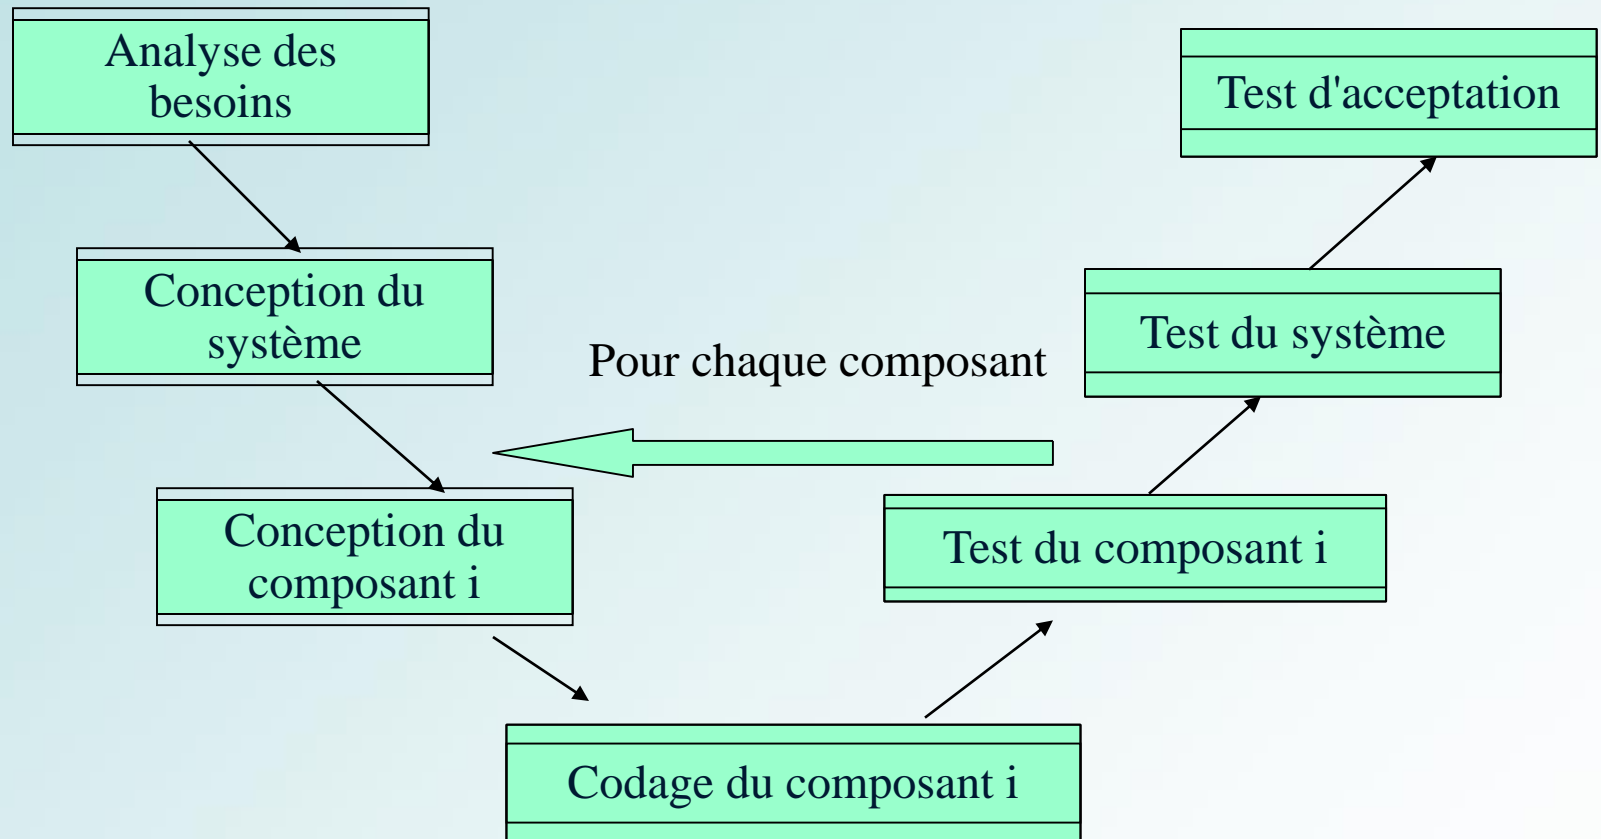 Analyse des
besoins
Test d'acceptation
Conception du
système
Test du système
Pour chaque composant
Conception du
composant i
Test du composant i
Codage du composant i